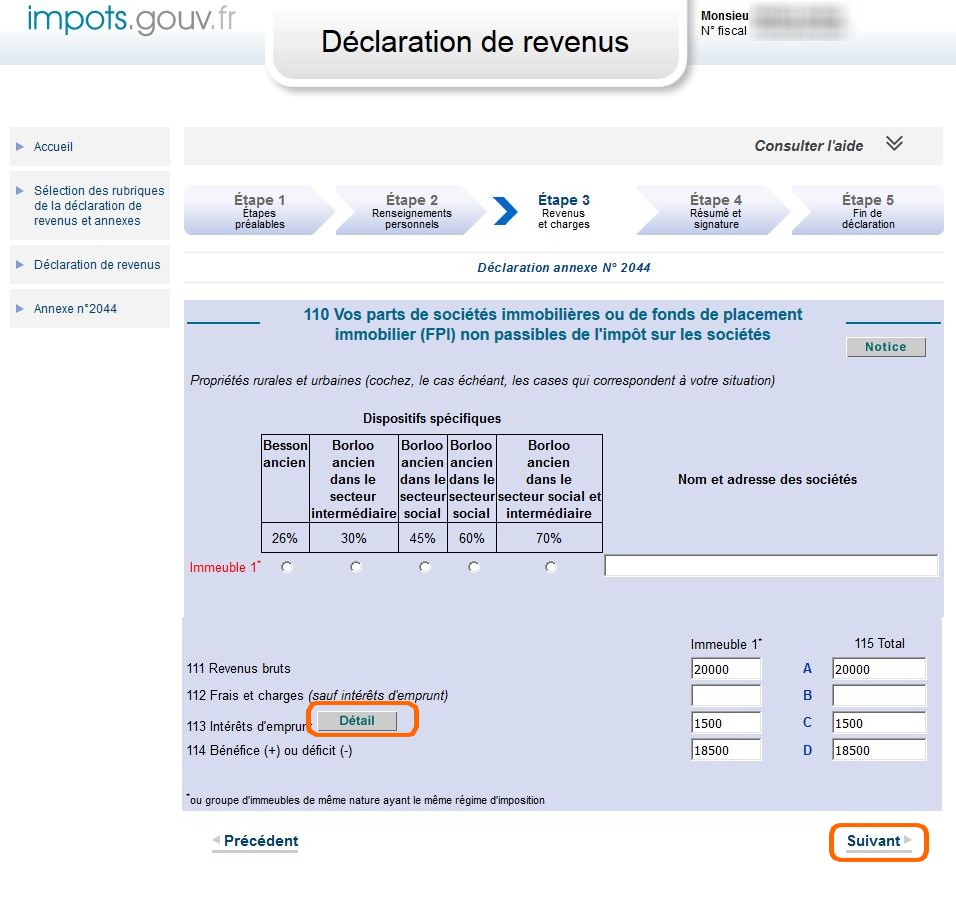 impots.gouv.fr
Déclaration de revenus
Monsieu
N° fiscal
Accueil
Sélection des rubriques
de la déclaration de
revenus et annexes
Déclaration de revenus
Annexe n°2044
Consulter l'aide
Étape 1
Étapes
préalables
Étape 2
Renseignements
personnels
Étape 3
Revenus
et charges
Étape 4
Résumé et
signature
Étape 5
Fin de
déclaration
Déclaration annexe N° 2044
110 Vos parts de sociétés immobilières ou de fonds de placement
immobilier (FPI) non passibles de l'impôt sur les sociétés
Notice
Propriétés rurales et urbaines (cochez, le cas échéant, les cases qui correspondent à votre situation)
Dispositifs spécifiques
Besson
ancien
Borloo
ancien
dans le
secteur
intermédiaire
Borloo
ancien
dans le
secteur
social
Borloo
ancien
dans le
secteur
social
Borloo
ancien
dans le
secteur social et
intermédiaire
Nom et adresse des sociétés
26% 30% 45% 60% 70%
Immeuble 1*
Immeuble 1* 115 Total
111 Revenus bruts 20000 A 20000
112 Frais et charges (sauf intérêts d'emprunt) B
113 Intérêts d'emprun Détail 1500 C 1500
114 Bénéfice (+) ou déficit (-) 18500 D 18500
*ou groupe d'immeubles de même nature ayant le même régime d'imposition
Précédent
Suivant